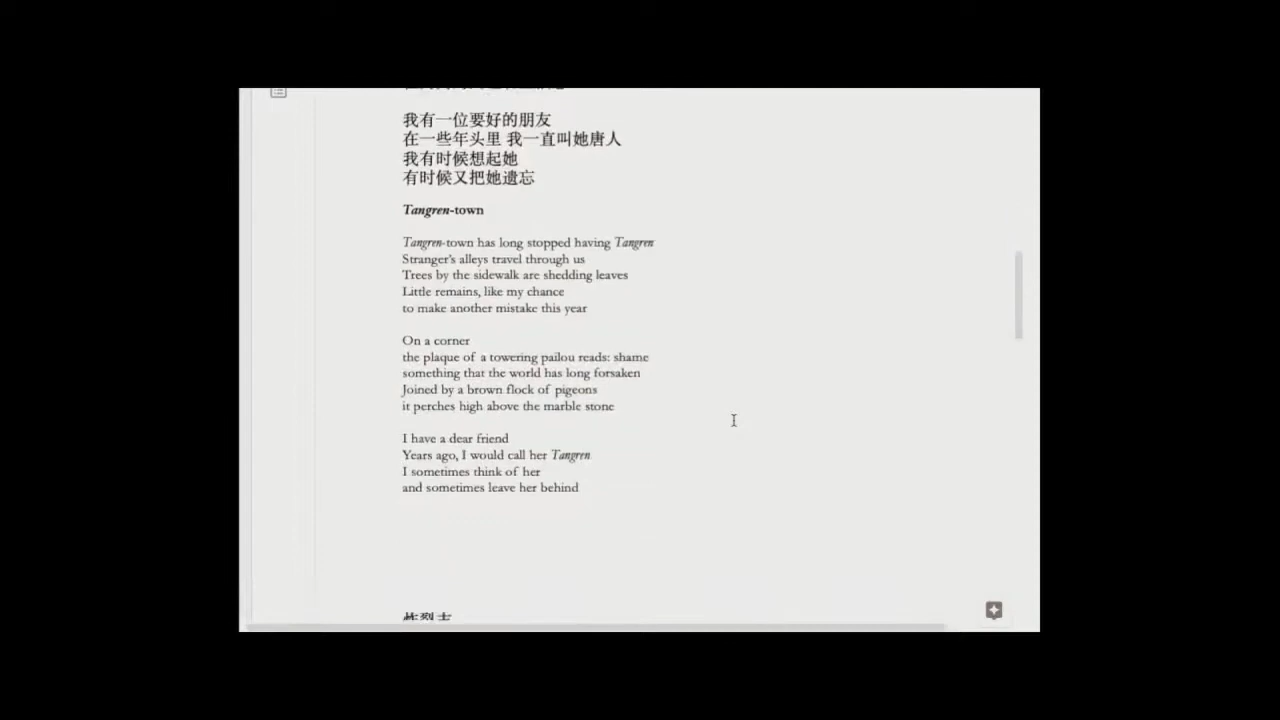 我有一位要好的朋友
在一些年头里 我一直叫她唐人
我有时候想起她
有时候又把她遗忘
Tangren-town
Tangren-town has long stopped having Tangren
Stranger's alleys travel through us
Trees by the sidewalk are shedding leaves
Little remains, like my chance
to make another mistake this year
On a corner
the plaque of a towering pailou reads: shame
something that the world has long forsaken
Joined by a brown flock of pigeons
it perches high above the marble stone
I have a dear friend
Years ago, I would call her Tangren
I sometimes think of her
and sometimes leave her behind